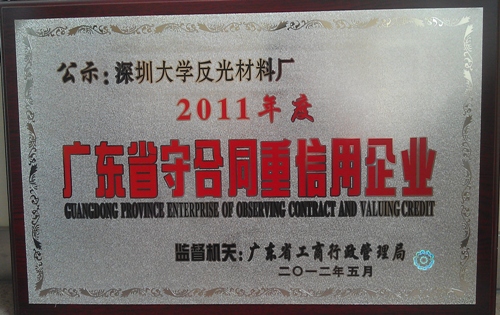 公示:深圳大学反光材料厂
2011年度
广东省守合同重信用企业
GUANGDONG PROVINCE ENTERPRISE OF OBSERVING CONTRACT AND VALUING CREDIT
监督机关:广东省工商行政管理局
二〇一二年五月